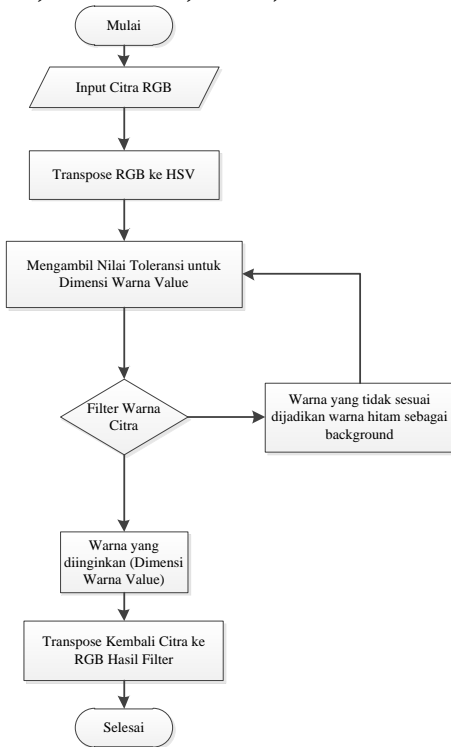 Mulai
Input Citra RGB
Transpose RGB ke HSV
Mengambil Nilai Toleransi untuk
Dimensi Warna Value
Filter Warna
Citra
Warna yang tidak sesuai
dijadikan warna hitam sebagai
background
Warna yang
diinginkan (Dimensi
Warna Value)
Transpose Kembali Citra ke
RGB Hasil Filter
Selesai